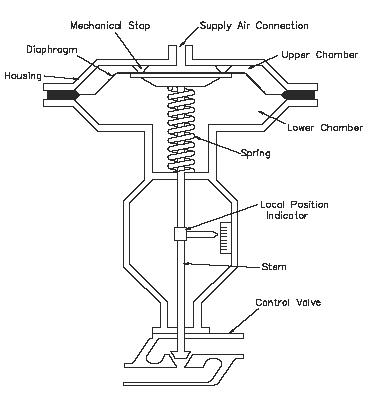 Mechanical Stop
Supply Air Connection
Diaphragm
Upper Chamber
Housing
Lower Chamber
Spring
Local Position
Indicator
Stem
Control Valve